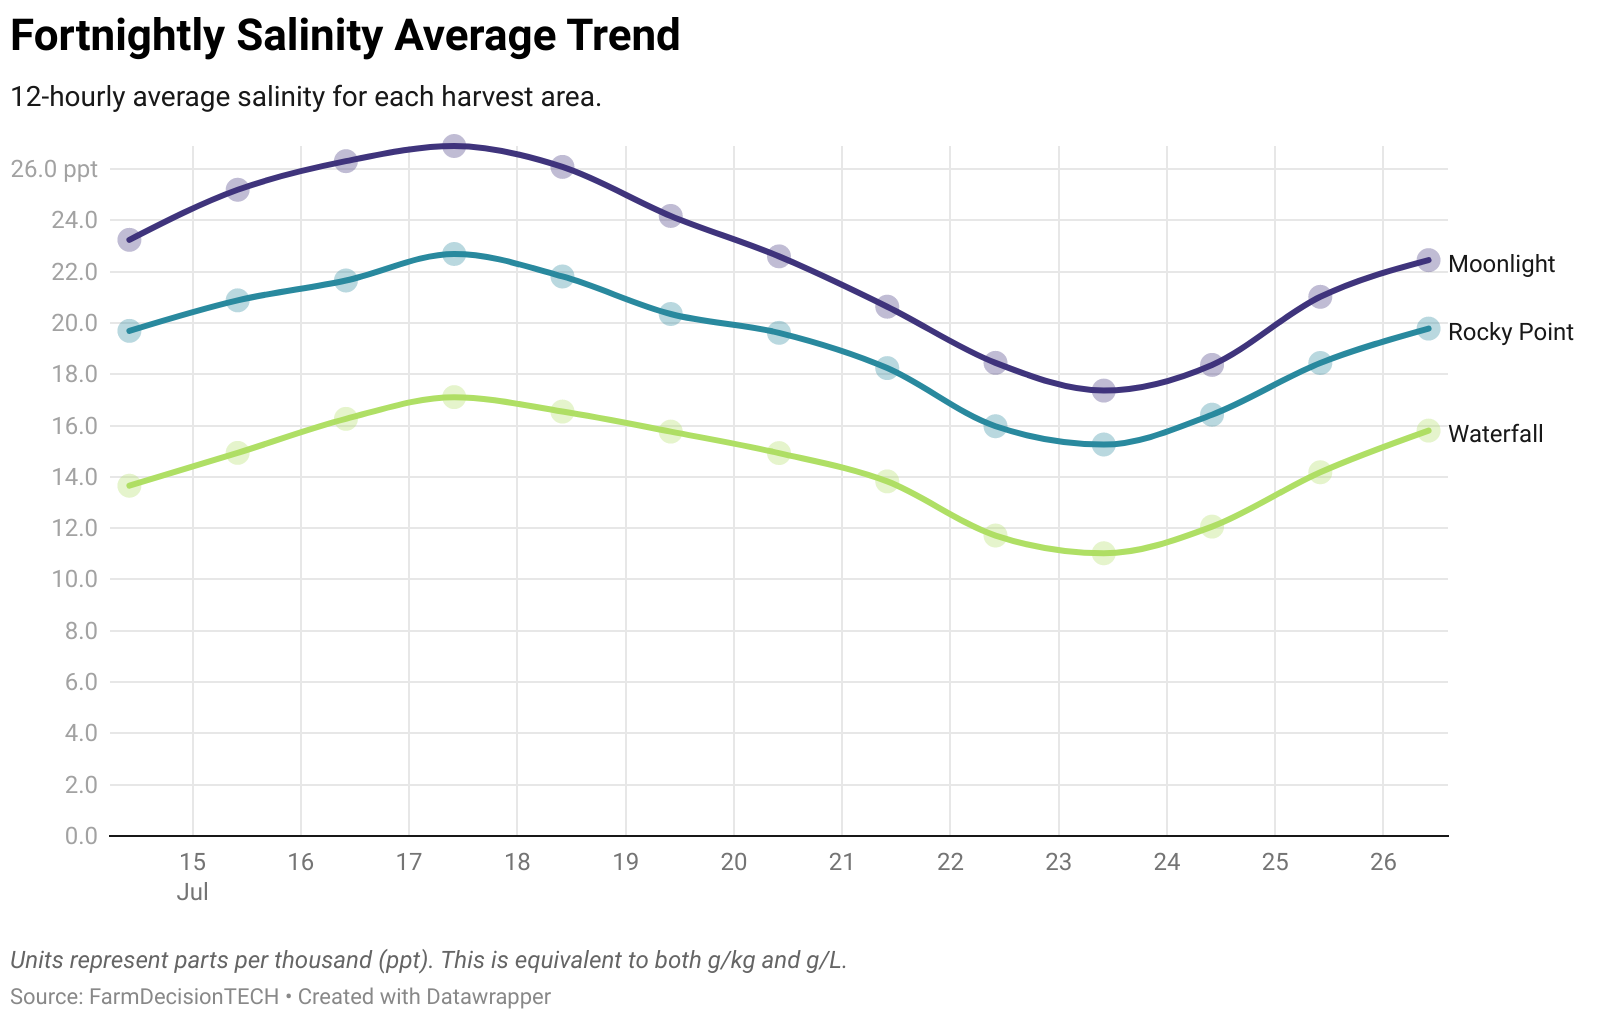 Fortnightly Salinity Average Trend
12-hourly average salinity for each harvest area.
26.0 ppt
24.0
22.0
20.0
18.0
16.0
14.0
12.0
10.0
8.0
6.0
4.0
2.0
0.0
Moonlight
Rocky Point
Waterfall
15 16 17 18 19 20 21 22 23 24 25 26
Jul
Units represent parts per thousand (ppt). This is equivalent to both g/kg and g/L.
Source: FarmDecisionTECH • Created with Datawrapper